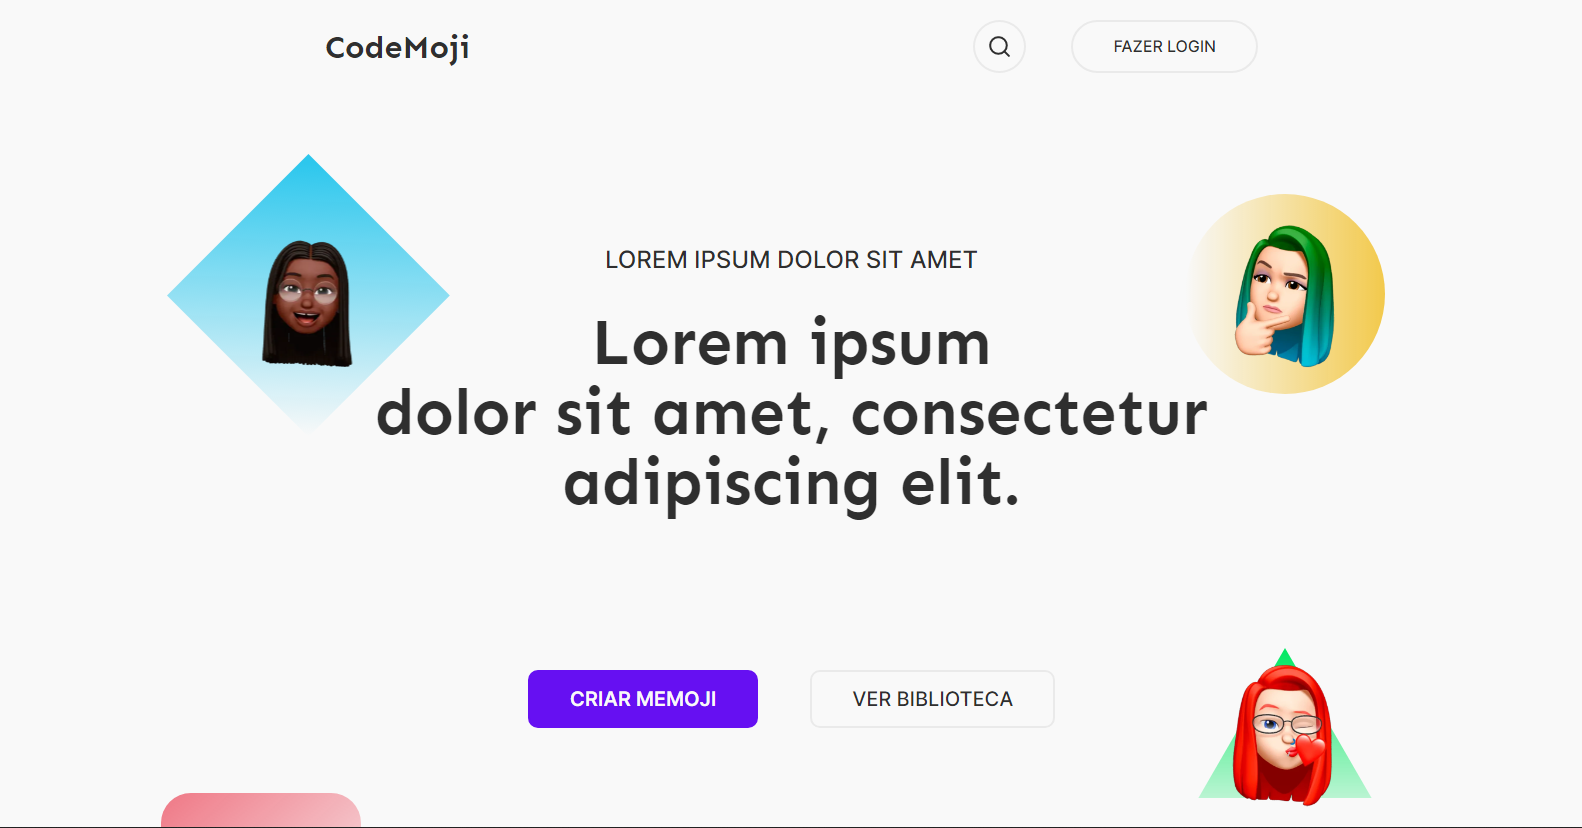 CodeMoji
FAZER LOGIN
LOREM IPSUM DOLOR SIT AMET
Lorem ipsum
dolor sit amet, consectetur
adipiscing elit.
CRIAR MEMOJI
VER BIBLIOTECA